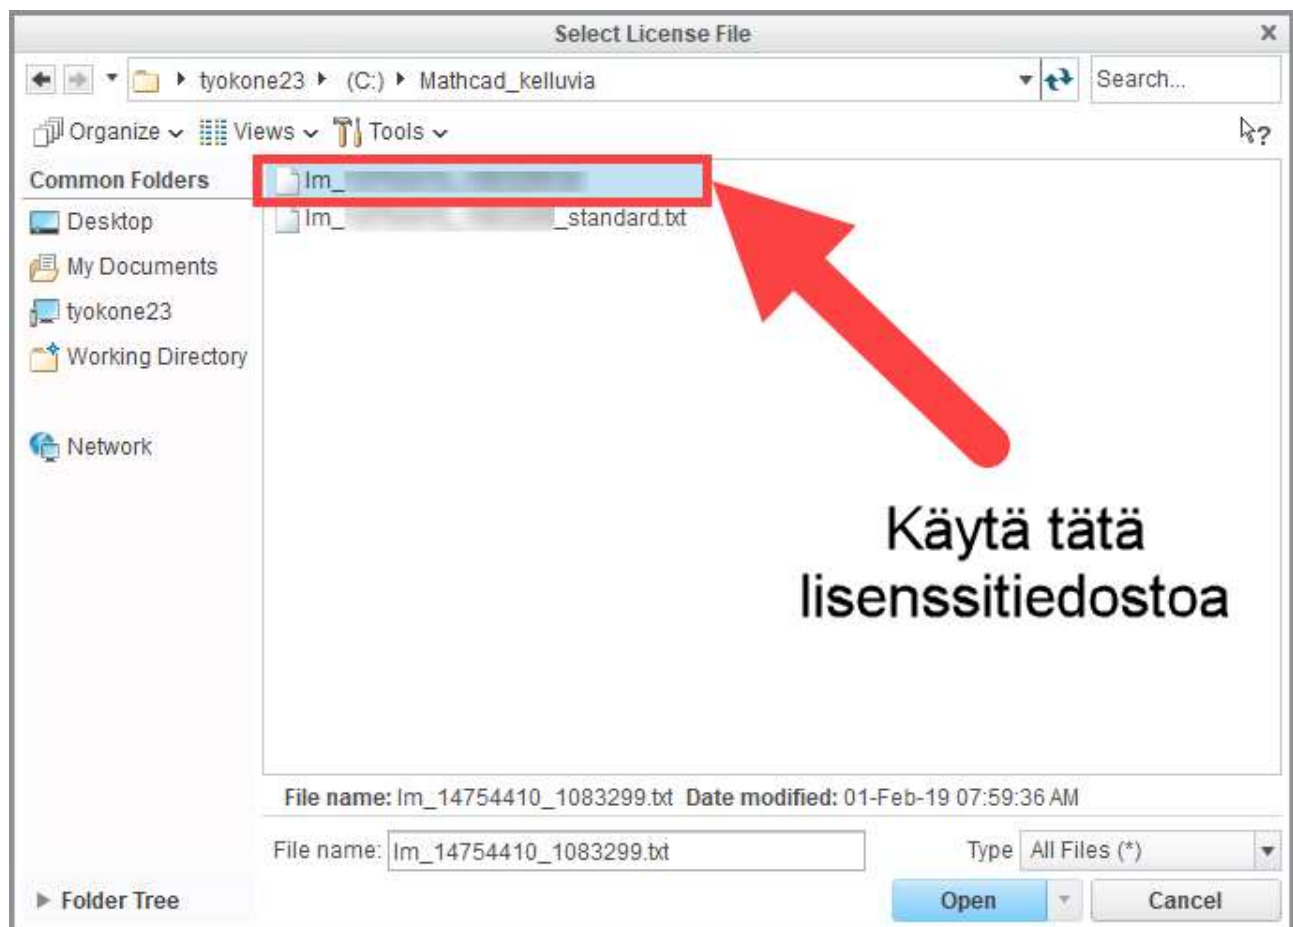 Select License File
tyokone23 (C:) Mathcad_kelluvia Search...
Organize Views Tools ?
Common Folders
lm_
lm_ _standard.txt
Desktop
My Documents
tyokone23
Working Directory
Network
Käytä tätä
lisenssitiedostoa
File name: lm_14754410_1083299.txt Date modified: 01-Feb-19 07:59:36 AM
File name: lm_14754410_1083299.txt Type All Files (*)
Folder Tree Open Cancel